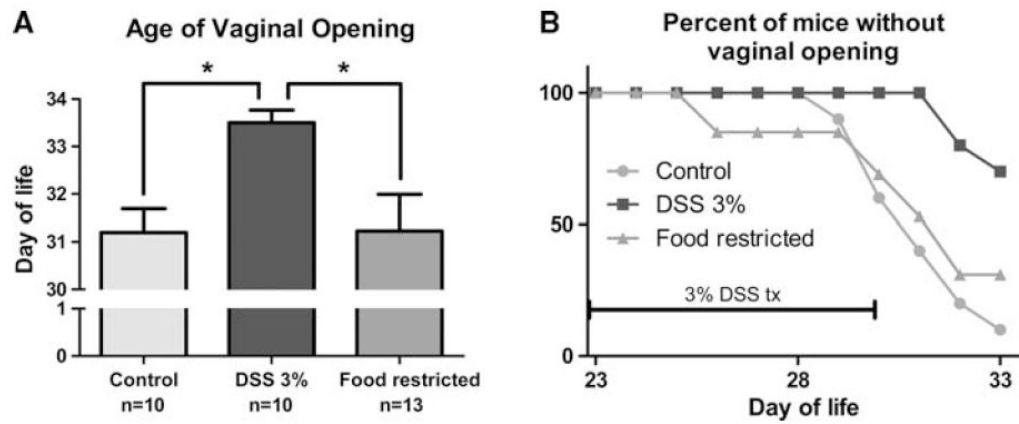 A
Age of Vaginal Opening
*
*
34
33
32
31
30
1
0
Day of life
Control
n=10
DSS 3%
n=10
Food restricted
n=13
B
Percent of mice without
vaginal opening
100
50
0
Control
DSS 3%
Food restricted
3% DSS tx
23
28
33
Day of life